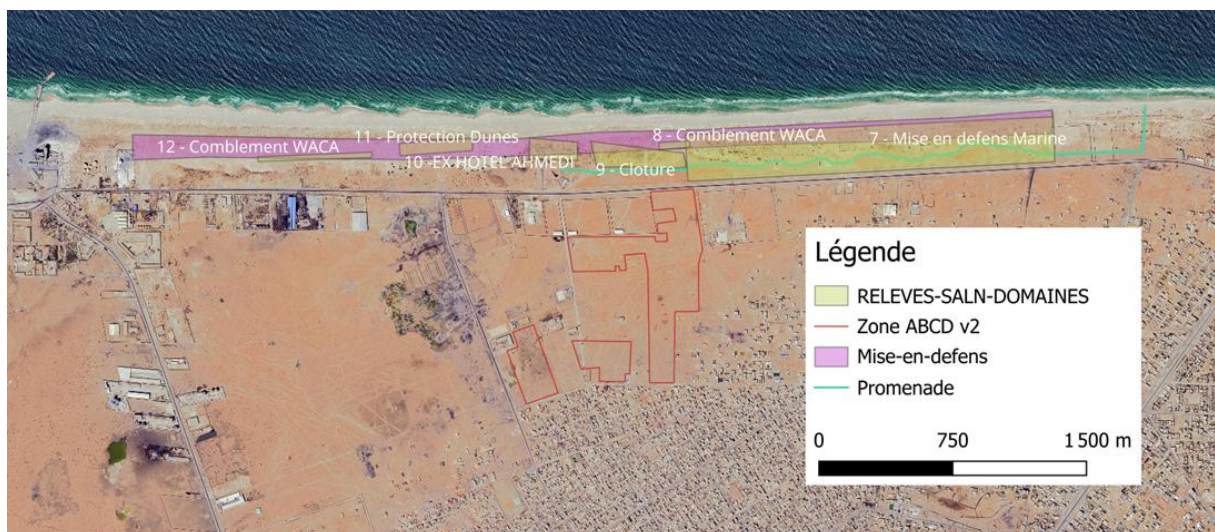 11 - Protection Dunes
8 - Comblement WACA
7 - Mise en defens Marine
12 - Comblement WACA
10 -EX HOTEL AHMEDI
9 - Cloture
Légende
RELEVES-SALN-DOMAINES
Zone ABCD v2
Mise-en-defens
Promenade
0 750 1 500 m